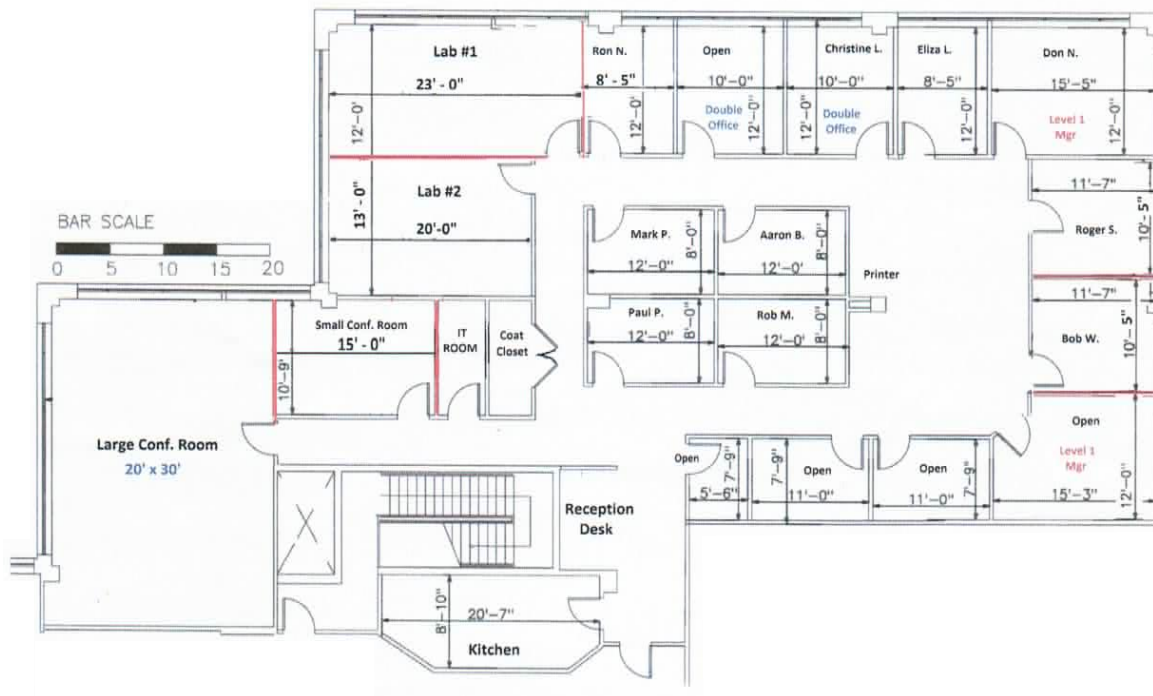 Lab #1
23' - 0"
12'-0"
Ron N.
8' - 5"
12'-0"
Open
10'-0"
Double
Office
12'-0"
Christine L.
10'-0"
Double
Office
12'-0"
Eliza L.
8'-5"
12'-0"
Don N.
15'-5"
Level 1
Mgr
12'-0"
Lab #2
20'-0"
13' - 0"
BAR SCALE
0 5 10 15 20
Mark P.
12'-0"
8'-0"
Aaron B.
12'-0'
8'-0"
Printer
11'-7"
Roger S.
10'- 5"
Paul P.
12'-0"
8'-0"
Rob M.
12'-0'
8'-0"
11'-7"
Bob W.
10'- 5"
Small Conf. Room
15' - 0"
10'-9"
IT
ROOM
Coat
Closet
Large Conf. Room
20' x 30'
Open
5'-6"
7'-9"
Open
11'-0"
7'-9"
Open
11'-0"
7'-9"
Open
Level 1
Mgr
15'-3"
12'-0"
Reception
Desk
20'-7"
8'-10"
Kitchen